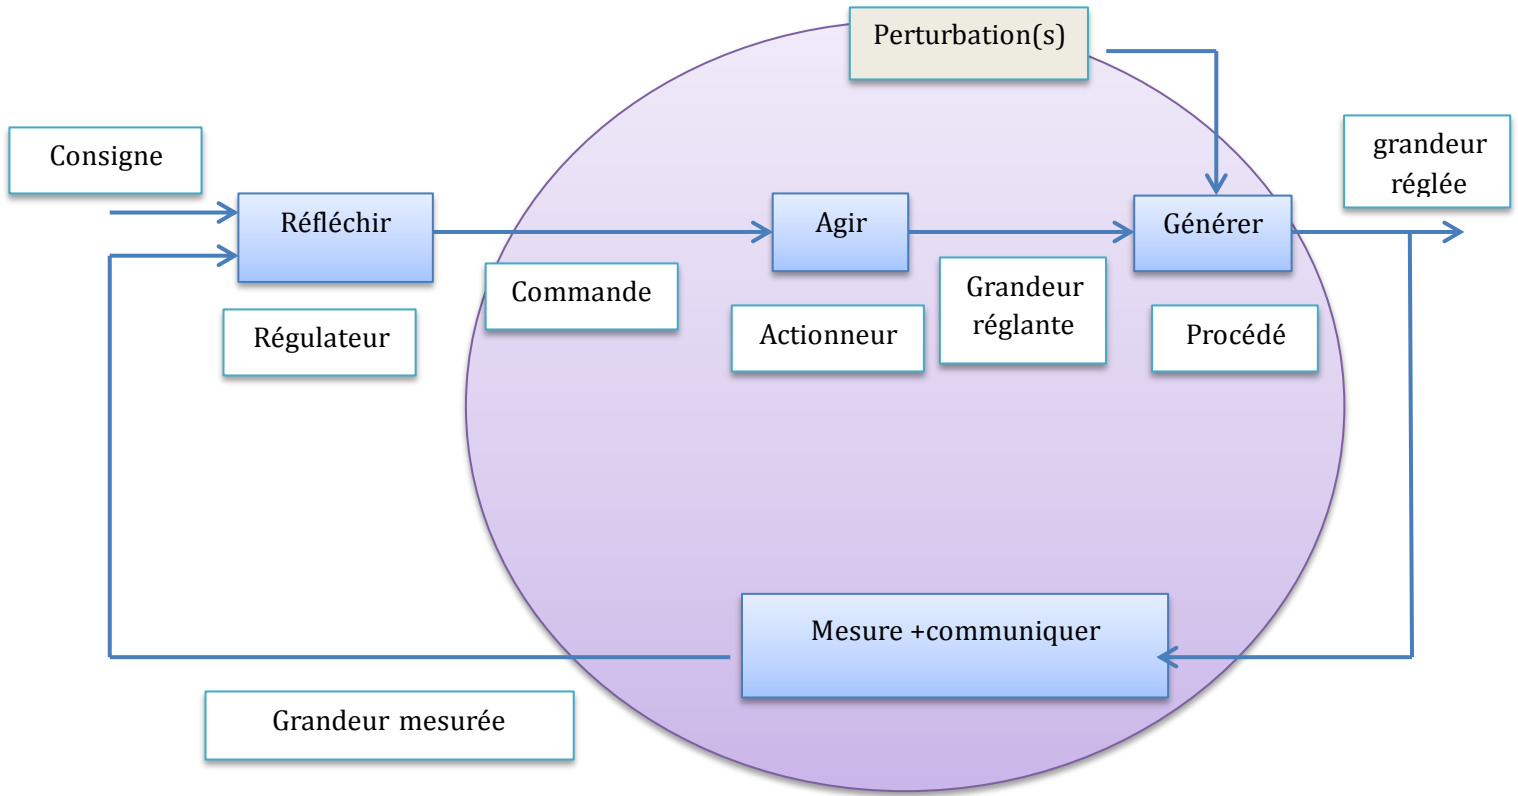 Perturbation(s)
Consigne
grandeur
réglée
Réfléchir
Agir
Générer
Commande
Grandeur
réglante
Régulateur
Actionneur
Procédé
Mesure +communiquer
Grandeur mesurée